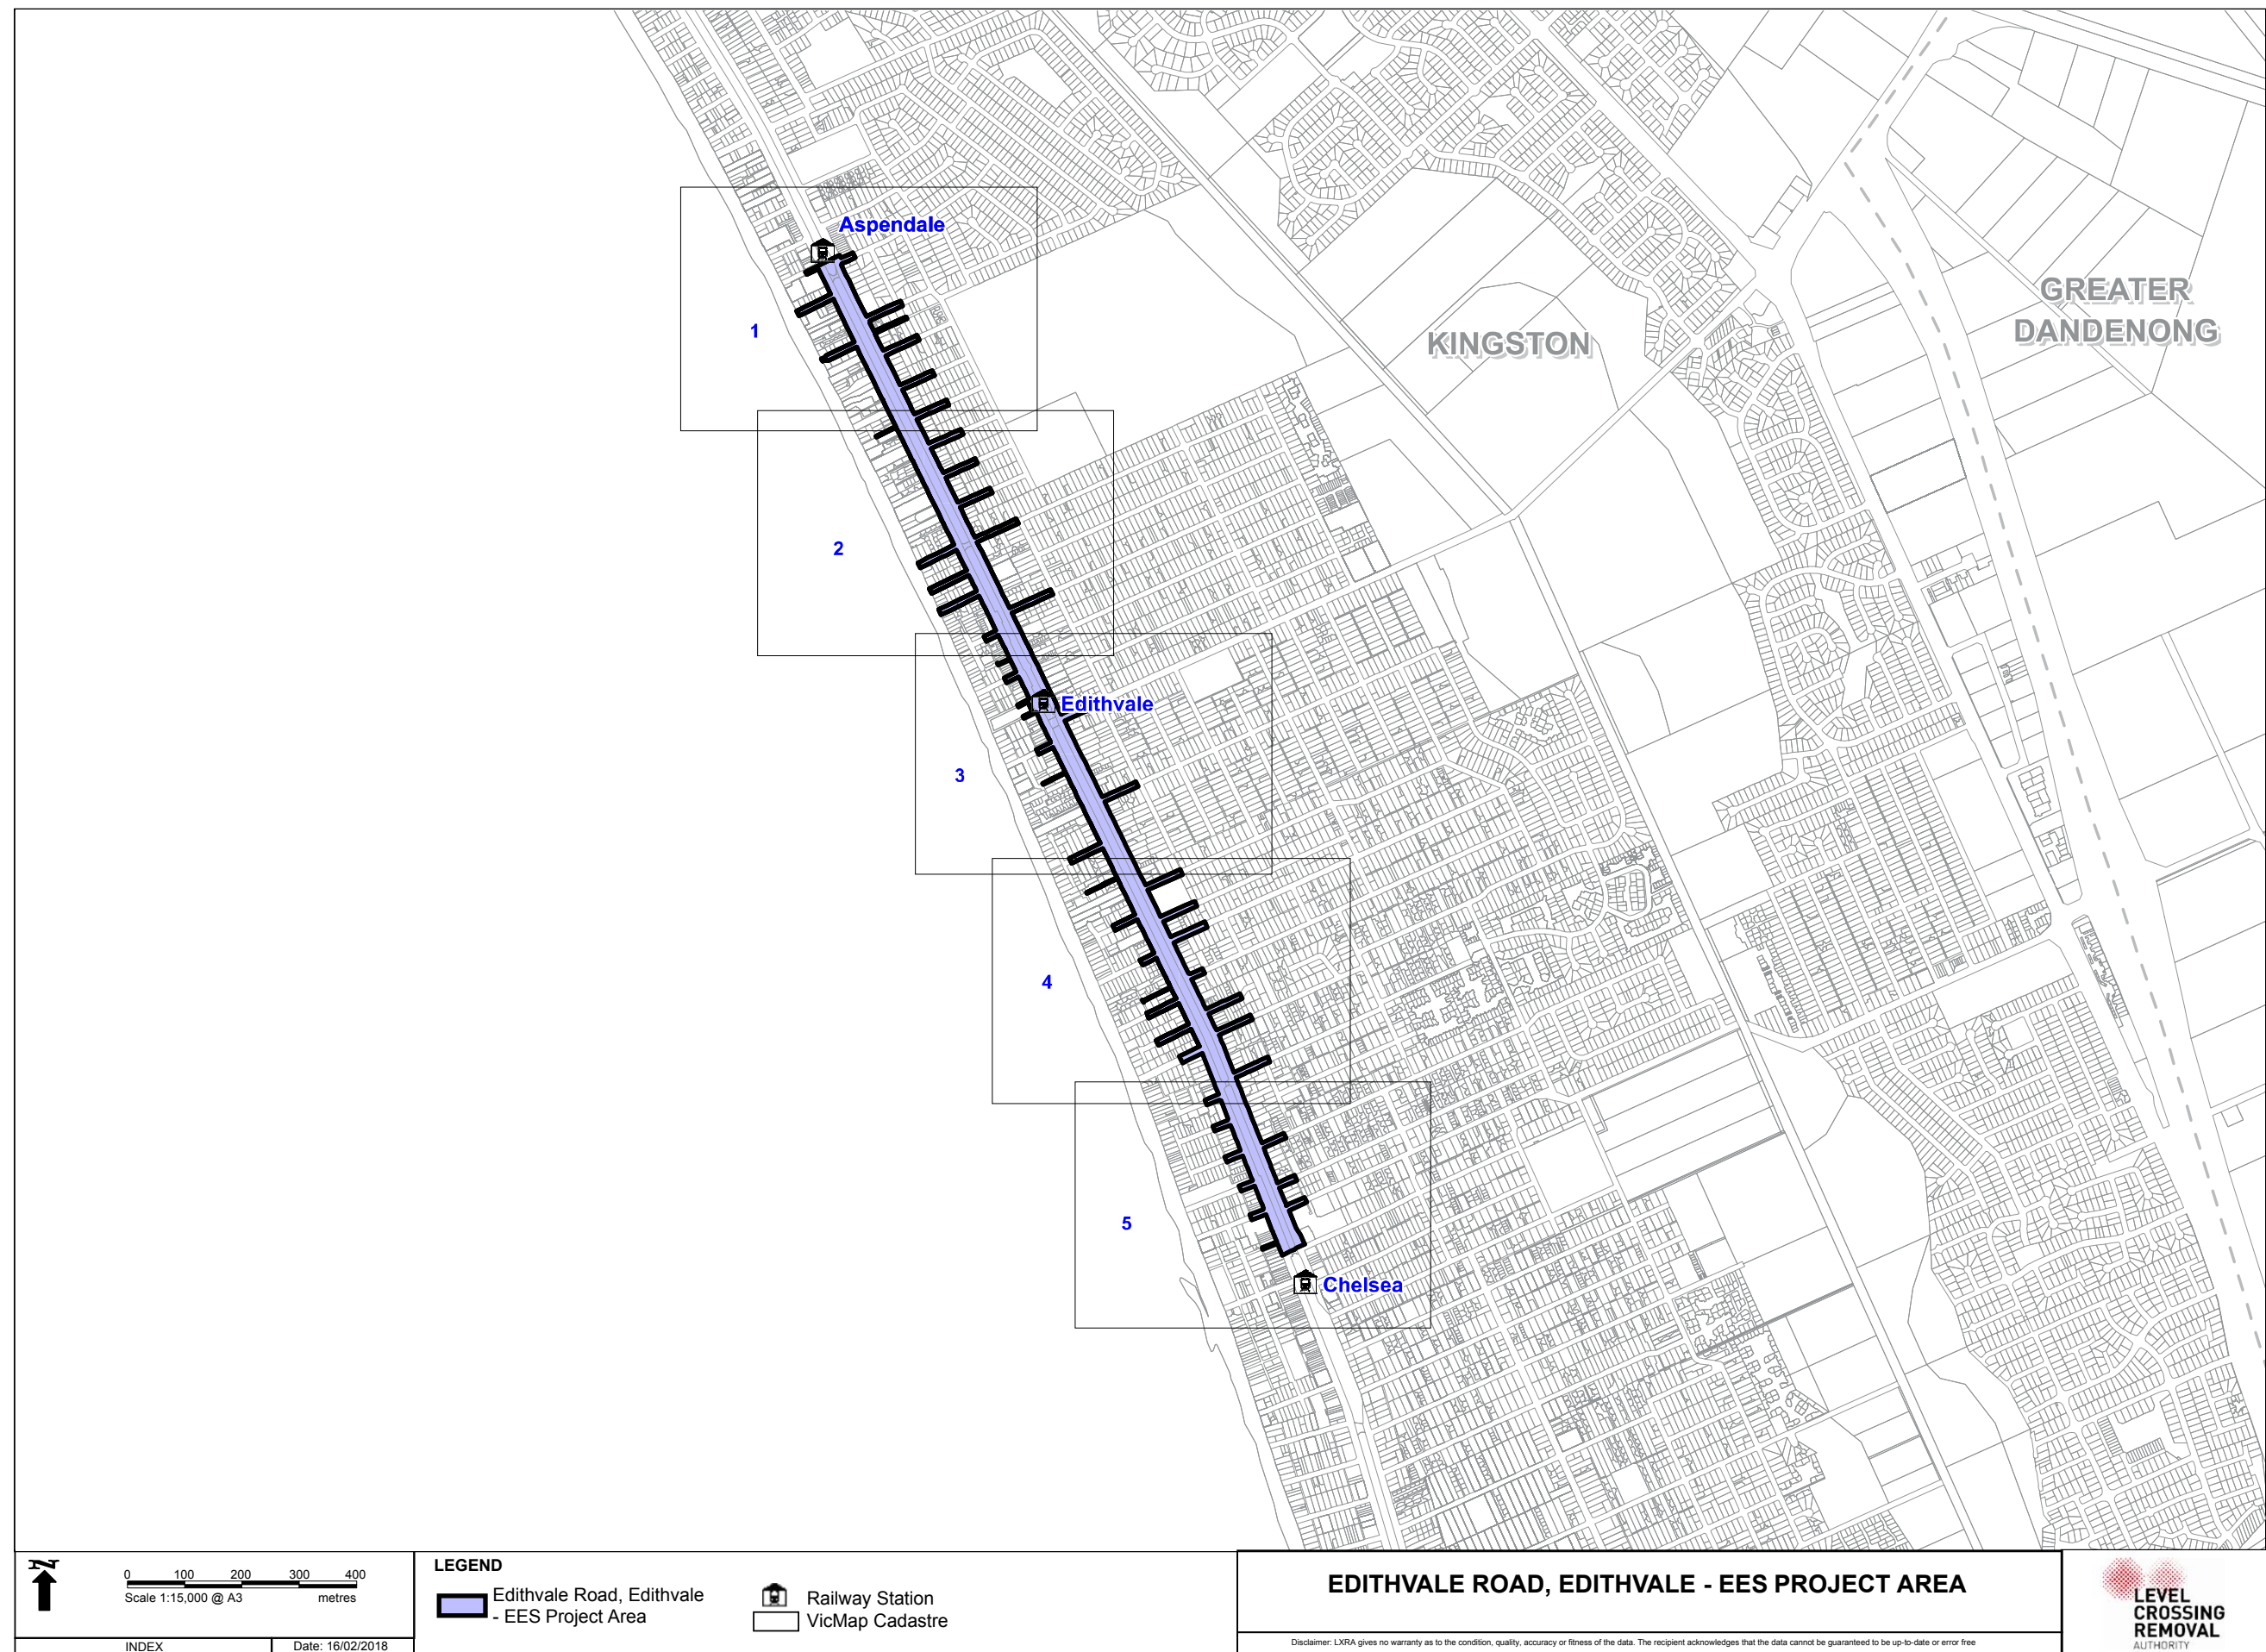 Aspendale
1
GREATER
DANDENONG
KINGSTON
2
Edithvale
3
4
5
Chelsea
N
0 100 200 300 400
Scale 1:15,000 @ A3 metres
INDEX Date: 16/02/2018
LEGEND
Edithvale Road, Edithvale
- EES Project Area
Railway Station
VicMap Cadastre
EDITHVALE ROAD, EDITHVALE - EES PROJECT AREA
Disclaimer: LXRA gives no warranty as to the condition, quality, accuracy or fitness of the data. The recipient acknowledges that the data cannot be guaranteed to be up-to-date or error free
LEVEL
CROSSING
REMOVAL
AUTHORITY